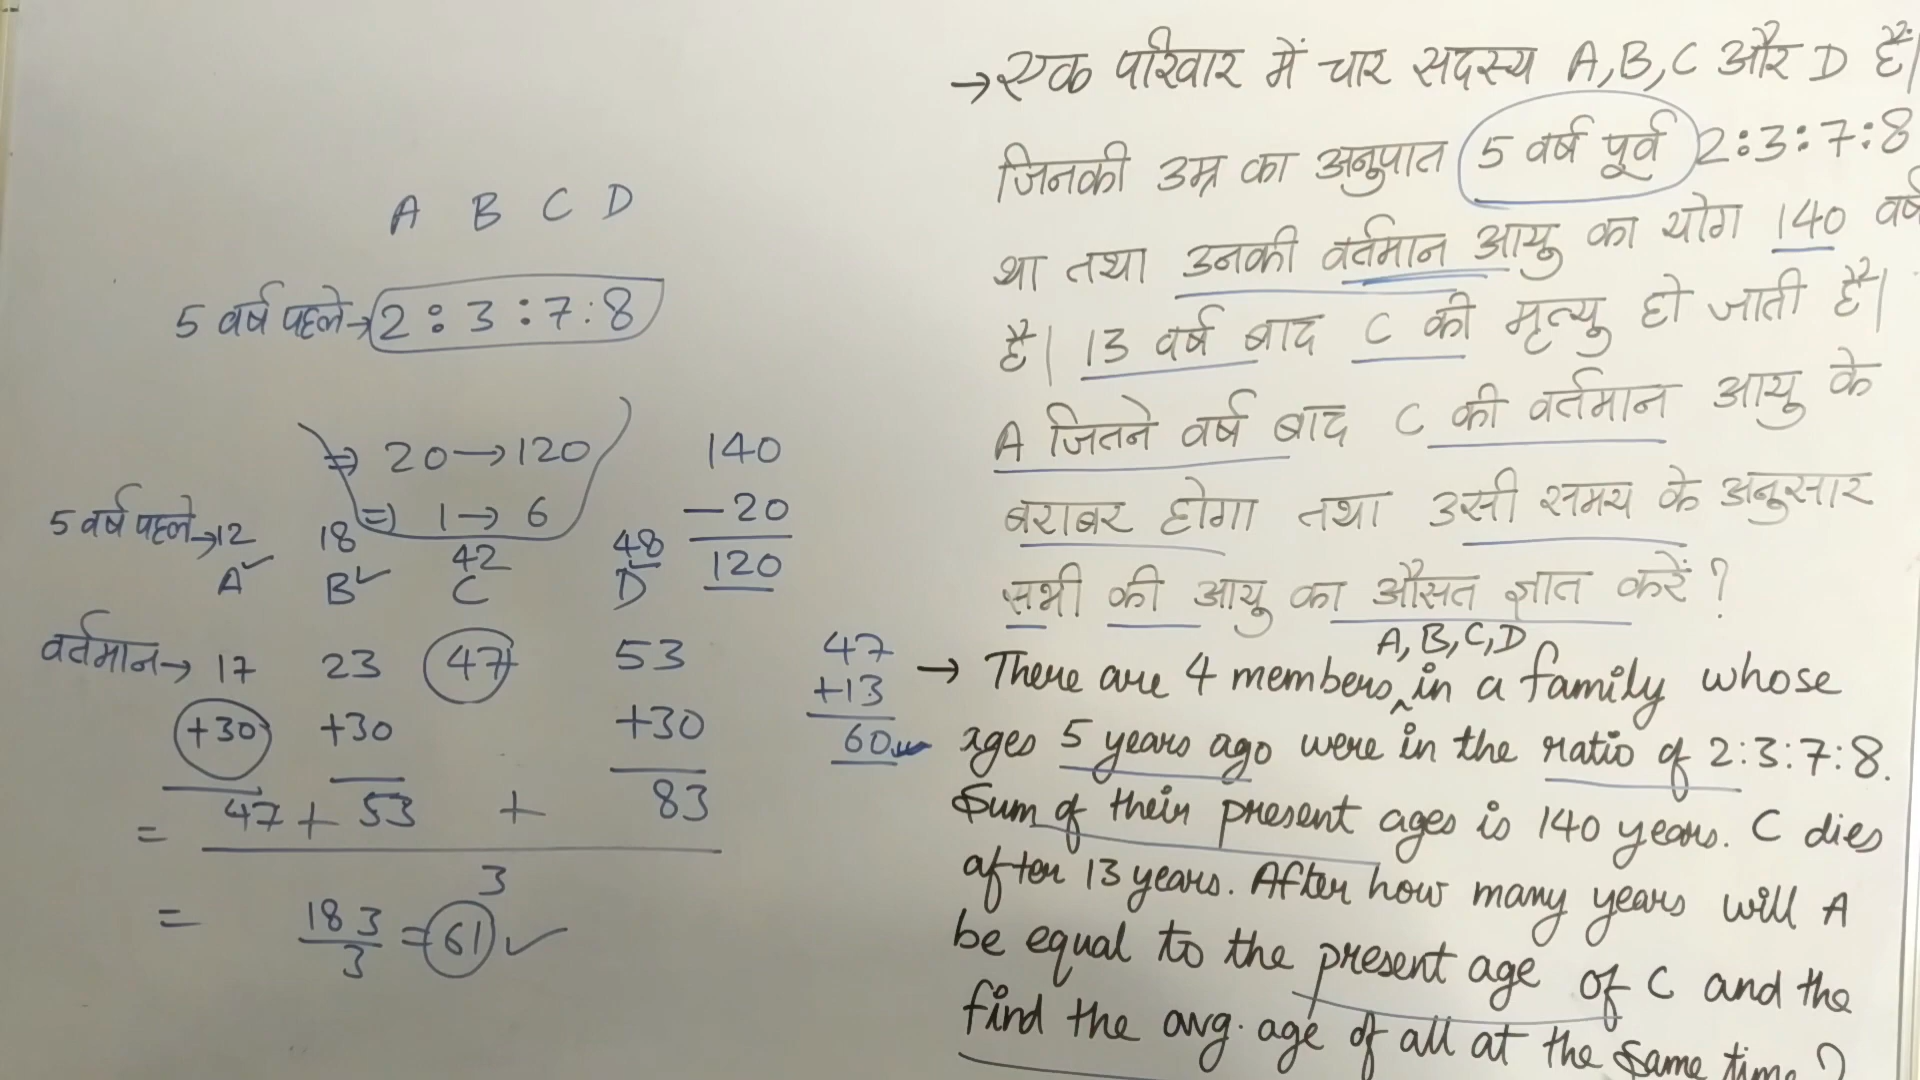 A B C D
5 वर्ष पहले→ 2 : 3 : 7 : 8
⇒ 20 → 120
⇒ 1 → 6
140
- 20
120
5 वर्ष पहले→ 12 18 42 48
A✓ B✓ C D
वर्तमान→ 17 23 47 53
+30 +30 +30
= 47 + 53 + 83
3
= 183/3 = 61 ✓
47
+13
60
→ एक परिवार में चार सदस्य A, B, C और D हैं|
जिनकी उम्र का अनुपात 5 वर्ष पूर्व 2:3:7:8
था तथा उनकी वर्तमान आयु का योग 140 वर्ष
है| 13 वर्ष बाद C की मृत्यु हो जाती है|
A जितने वर्ष बाद C की वर्तमान आयु के
बराबर होगा तथा उसी समय के अनुसार
सभी की आयु का औसत ज्ञात करें ?
A, B, C, D
→ There are 4 members ^ in a family whose
ages 5 years ago were in the ratio of 2:3:7:8.
Sum of their present ages is 140 years. C dies
after 13 years. After how many years will A
be equal to the present age of C and the
find the avg. age of all at the same time?